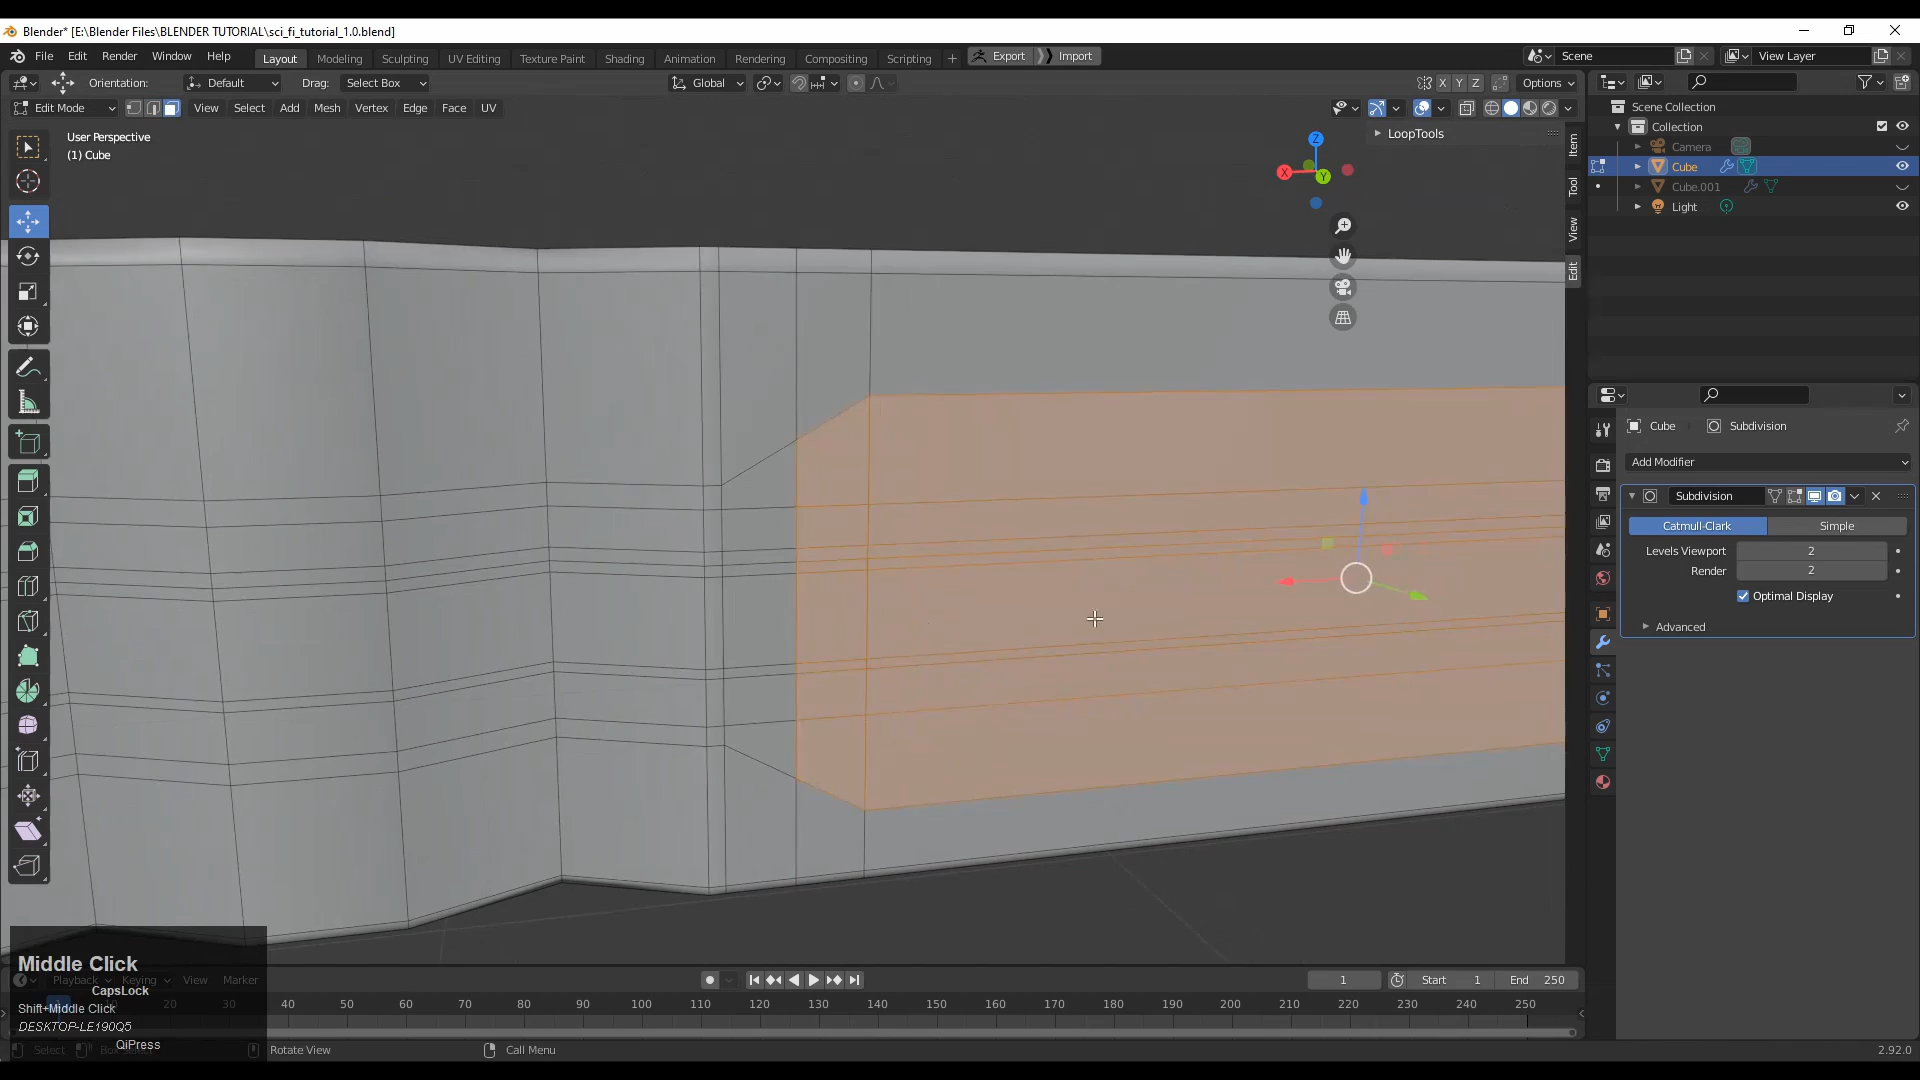 Blender* [E:\Blender Files\BLENDER TUTORIAL\sci_fi_tutorial_1.0.blend]
File Edit Render Window Help Layout Modeling Sculpting UV Editing Texture Paint Shading Animation Rendering Compositing Scripting + Export Import Scene View Layer
Orientation: Default Drag: Select Box Global X Y Z Options
Edit Mode View Select Add Mesh Vertex Edge Face UV
User Perspective
(1) Cube
LoopTools
Z
X
Y
Item
Tool
View
Edit
Scene Collection
Collection
Camera
Cube
Cube.001
Light
Cube Subdivision
Add Modifier
Subdivision
Catmull-Clark Simple
Levels Viewport 2
Render 2
Optimal Display
Advanced
Middle Click
CapsLock
Shift+Middle Click
DESKTOP-LE190Q5
QiPress
Playback Keying View Marker
1 Start 1 End 250
1 10 20 30 40 50 60 70 80 90 100 110 120 130 140 150 160 170 180 190 200 210 220 230 240 250
Select Box Select Rotate View Call Menu 2.92.0